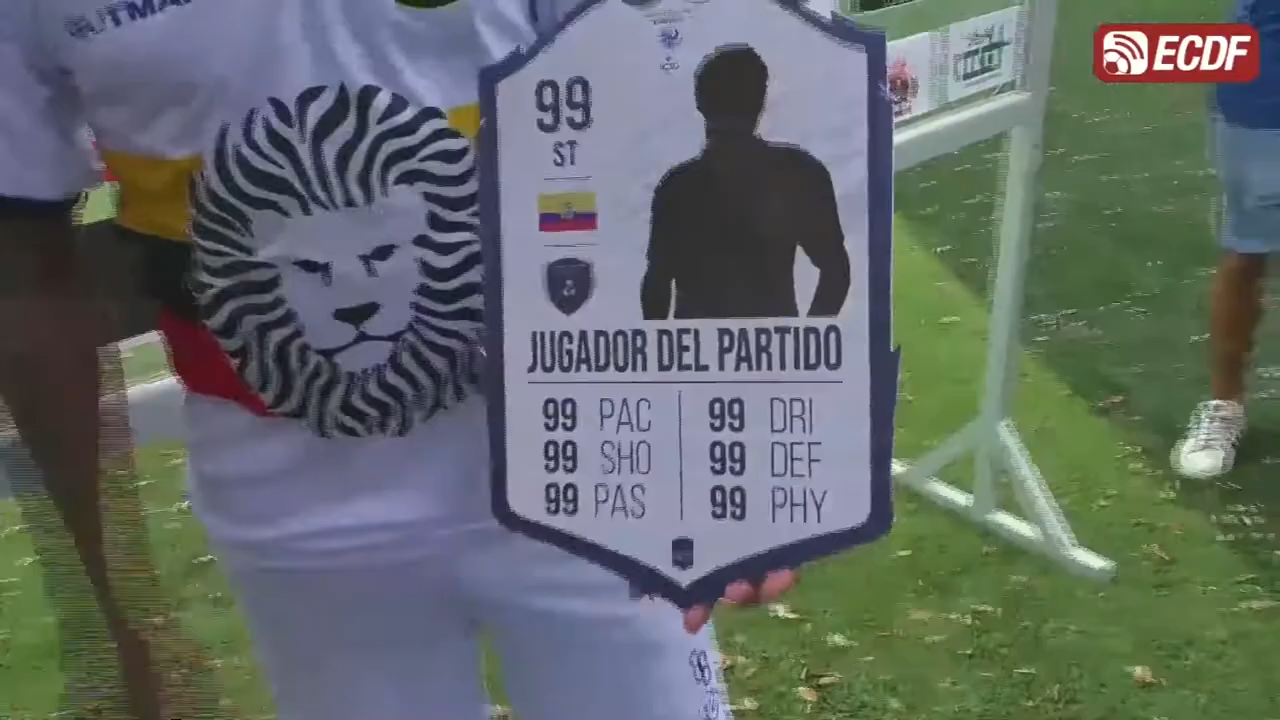 ECDF
99
ST
JUGADOR DEL PARTIDO
99 PAC 99 DRI
99 SHO 99 DEF
99 PAS 99 PHY